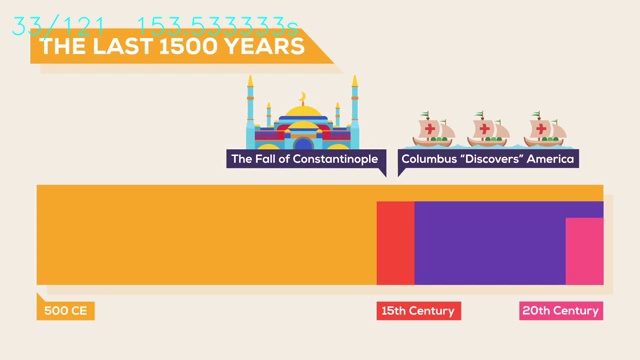 33/121 153.533333s
THE LAST 1500 YEARS
The Fall of Constantinople
Columbus "Discovers" America
500 CE
15th Century
20th Century